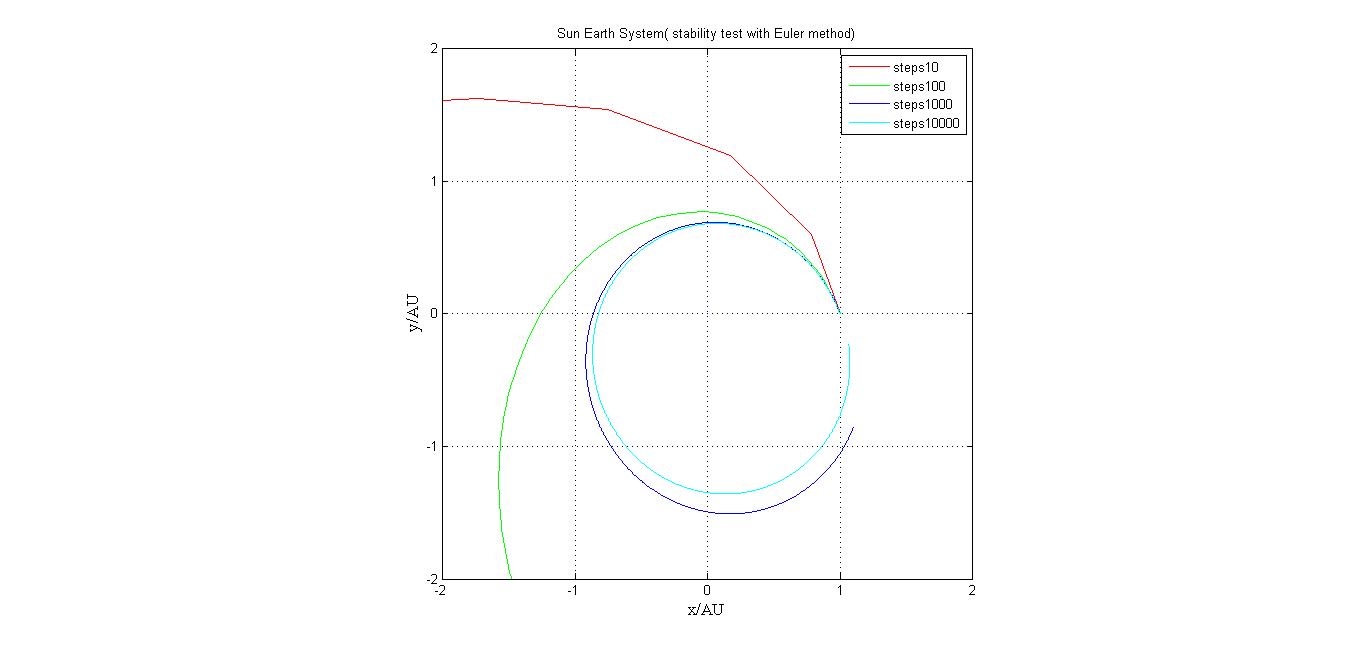 Sun Earth System( stability test with Euler method)
steps10
steps100
steps1000
steps10000
2
1
0
-1
-2
y/AU
-2
-1
0
1
2
x/AU